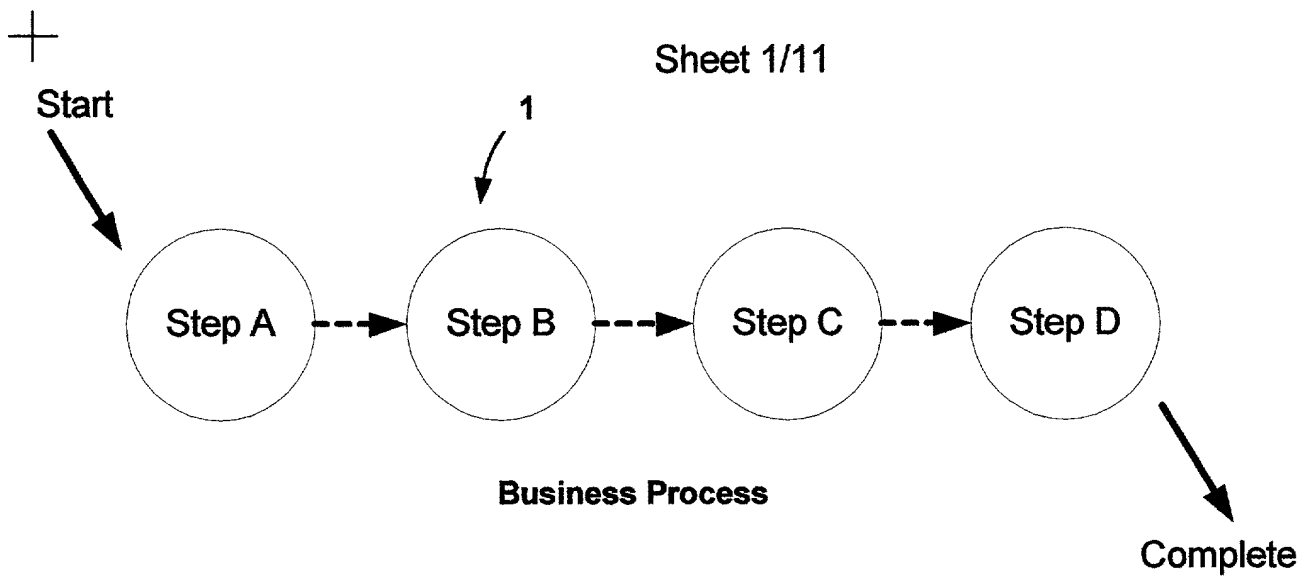 Sheet 1/11
Start
1
Step A
Step B
Step C
Step D
Business Process
Complete